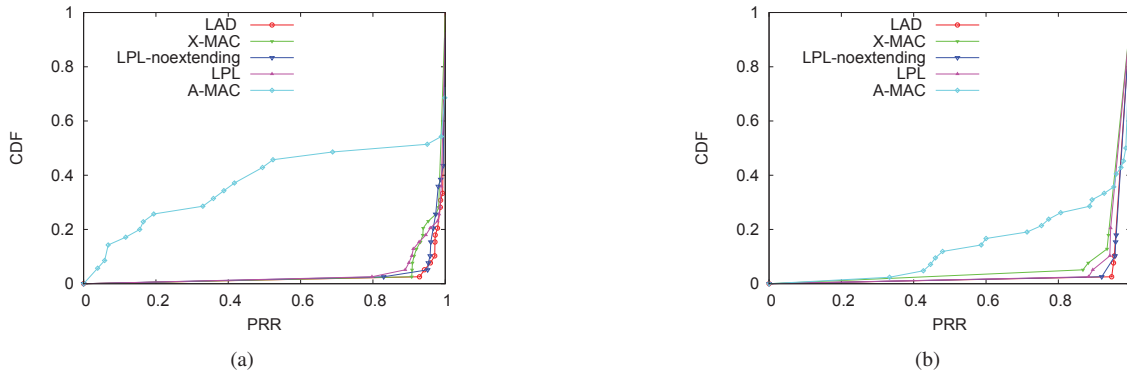 1
0.8
0.6
0.4
0.2
0
CDF
LAD
X-MAC
LPL-noextending
LPL
A-MAC
0 0.2 0.4 0.6 0.8 1
PRR
(a)
1
0.8
0.6
0.4
0.2
0
CDF
LAD
X-MAC
LPL-noextending
LPL
A-MAC
0 0.2 0.4 0.6 0.8 1
PRR
(b)